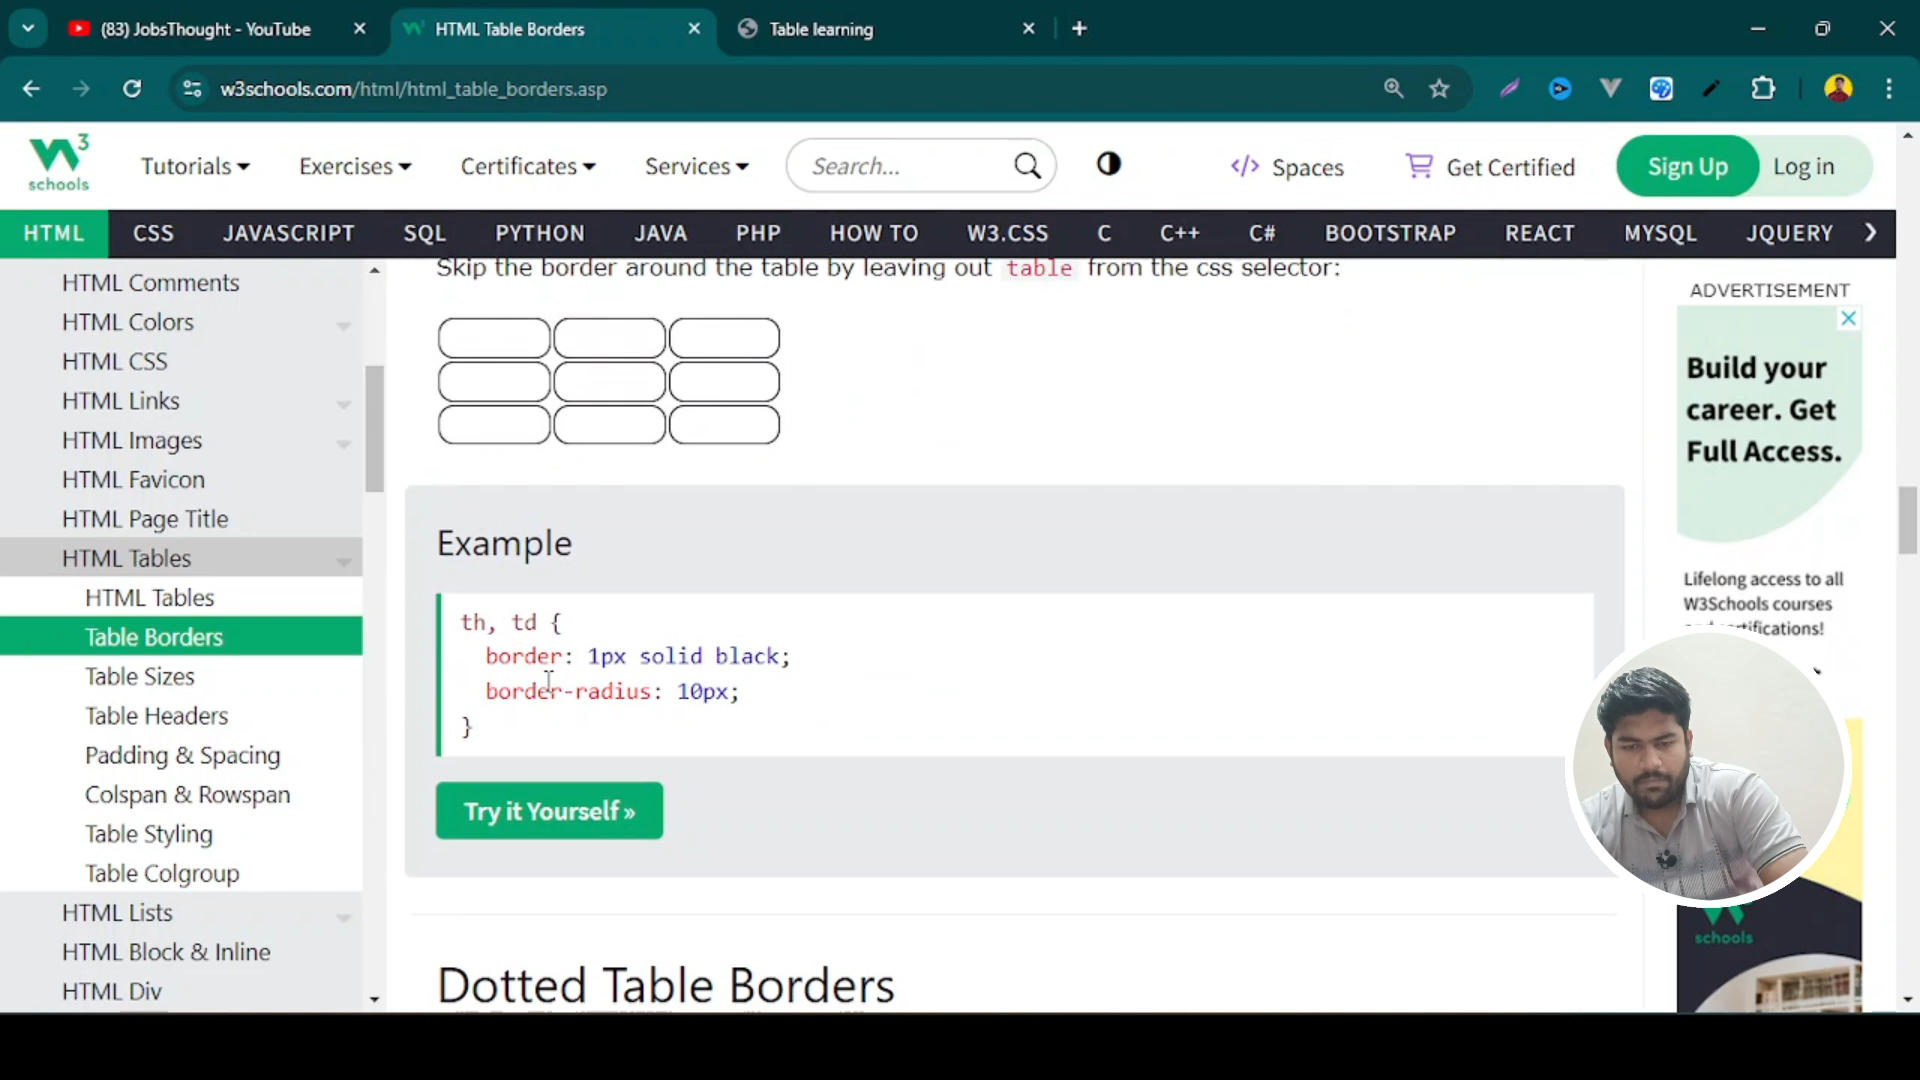 (83) JobsThought - YouTube
HTML Table Borders
Table learning
w3schools.com/html/html_table_borders.asp
3
schools
Tutorials
Exercises
Certificates
Services
Search...
Spaces
Get Certified
Sign Up
Log in
HTML
CSS
JAVASCRIPT
SQL
PYTHON
JAVA
PHP
HOW TO
W3.CSS
C
C++
C#
BOOTSTRAP
REACT
MYSQL
JQUERY
HTML Comments
HTML Colors
HTML CSS
HTML Links
HTML Images
HTML Favicon
HTML Page Title
HTML Tables
HTML Tables
Table Borders
Table Sizes
Table Headers
Padding & Spacing
Colspan & Rowspan
Table Styling
Table Colgroup
HTML Lists
HTML Block & Inline
HTML Div
Skip the border around the table by leaving out table from the css selector:
Example
th, td {
border: 1px solid black;
border-radius: 10px;
}
Try it Yourself »
Dotted Table Borders
ADVERTISEMENT
Build your
career. Get
Full Access.
Lifelong access to all
W3Schools courses
schools